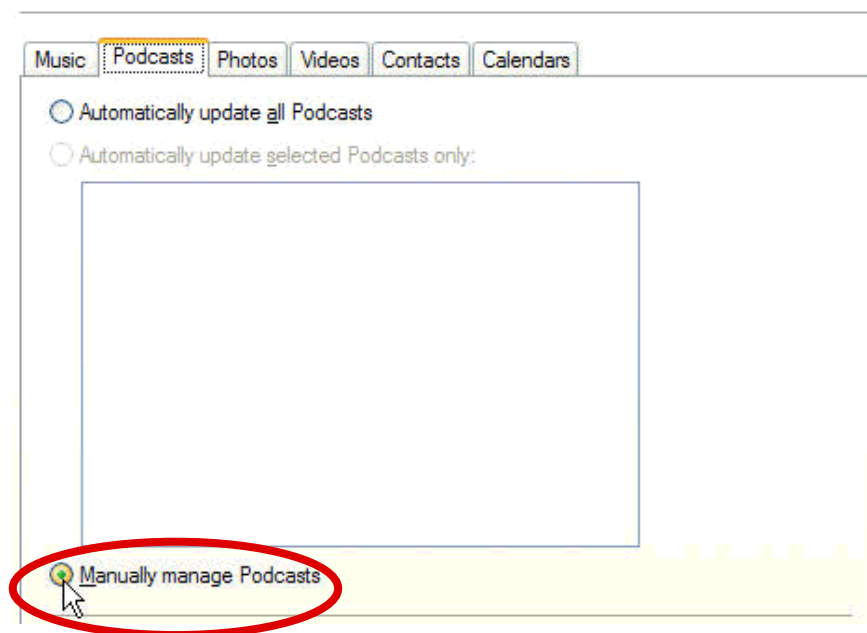 Music Podcasts Photos Videos Contacts Calendars
Automatically update all Podcasts
Automatically update selected Podcasts only:
Manually manage Podcasts